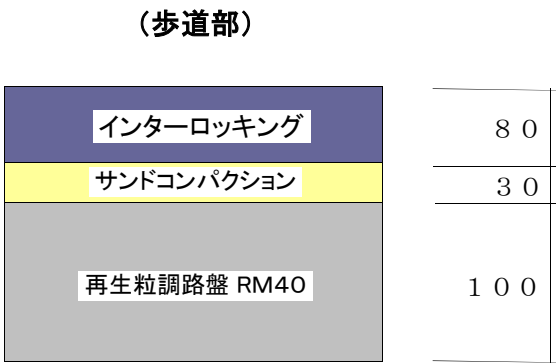 （歩道部）
インターロッキング
８０
サンドコンパクション
３０
再生粒調路盤 RM40
１００